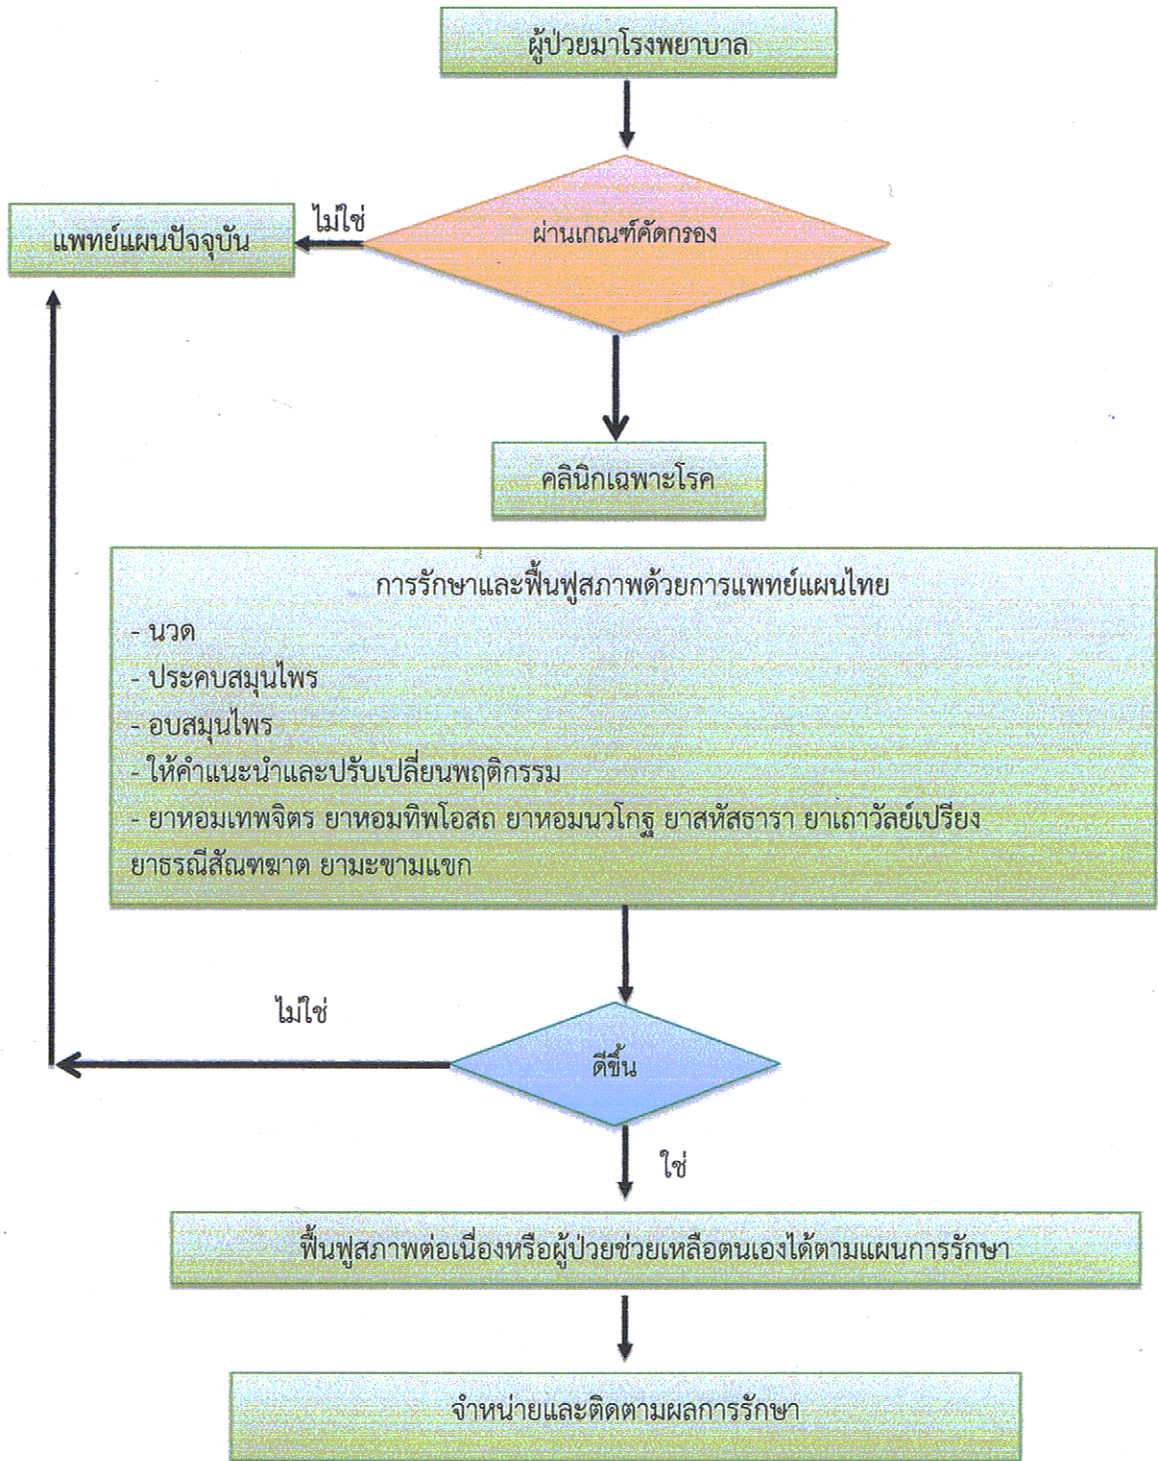 ผู้ป่วยมาโรงพยาบาล
ผ่านเกณฑ์คัดกรอง
ไม่ใช่
แพทย์แผนปัจจุบัน
คลินิกเฉพาะโรค
การรักษาและฟื้นฟูสภาพด้วยการแพทย์แผนไทย
- นวด
- ประคบสมุนไพร
- อบสมุนไพร
- ให้คำแนะนำและปรับเปลี่ยนพฤติกรรม
- ยาหอมเทพจิตร ยาหอมทิพโอสถ ยาหอมนวโกฐ ยาสหัสธารา ยาเถาวัลย์เปรียง
ยาธรณีสัณฑฆาต ยามะขามแขก
ไม่ใช่
ดีขึ้น
ใช่
ฟื้นฟูสภาพต่อเนื่องหรือผู้ป่วยช่วยเหลือตนเองได้ตามแผนการรักษา
จำหน่ายและติดตามผลการรักษา